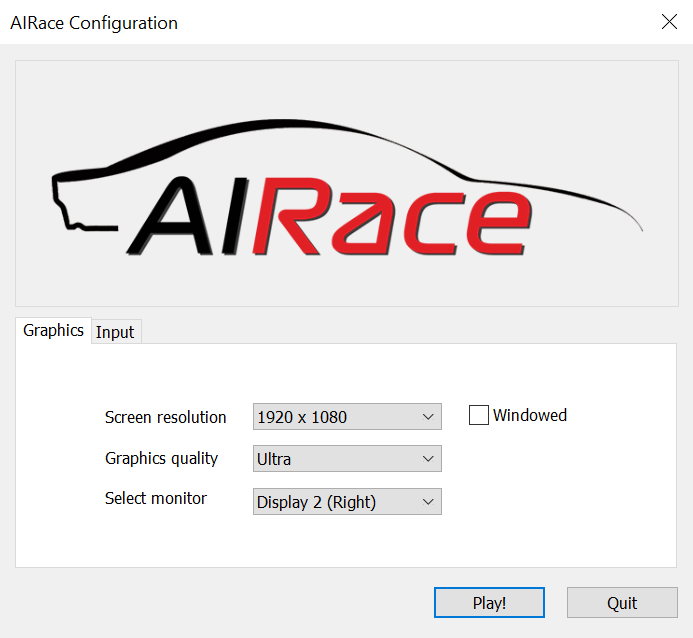 AIRace Configuration
AIRace
Graphics Input
Screen resolution 1920 x 1080 Windowed
Graphics quality Ultra
Select monitor Display 2 (Right)
Play! Quit